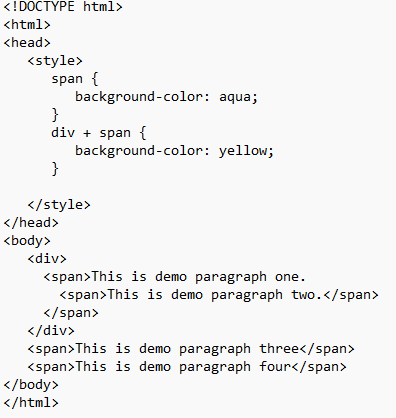 <!DOCTYPE html>
<html>
<head>
   <style>
      span {
         background-color: aqua;
      }
      div + span {
         background-color: yellow;
      }

   </style>
</head>
<body>
   <div>
     <span>This is demo paragraph one.
       <span>This is demo paragraph two.</span>
     </span>
   </div>
   <span>This is demo paragraph three</span>
   <span>This is demo paragraph four</span>
</body>
</html>